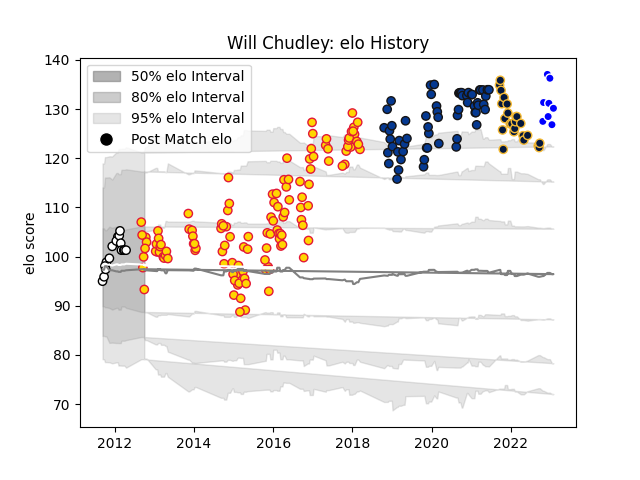 Will Chudley: elo History
140
130
120
110
100
90
80
70
elo score
50% elo Interval
80% elo Interval
95% elo Interval
Post Match elo
2012 2014 2016 2018 2020 2022